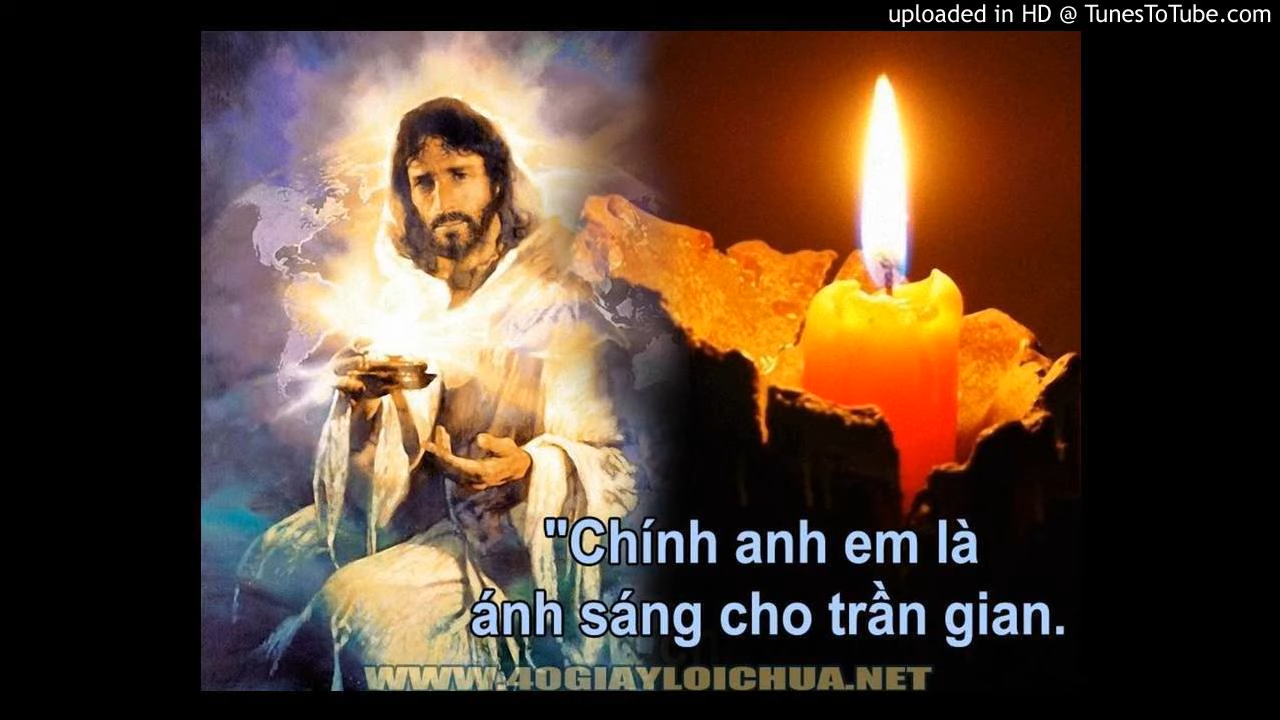 uploaded in HD @ TunesToTube.com
"Chính anh em là
ánh sáng cho trần gian.
WWW.40GIAYLOICHUA.NET